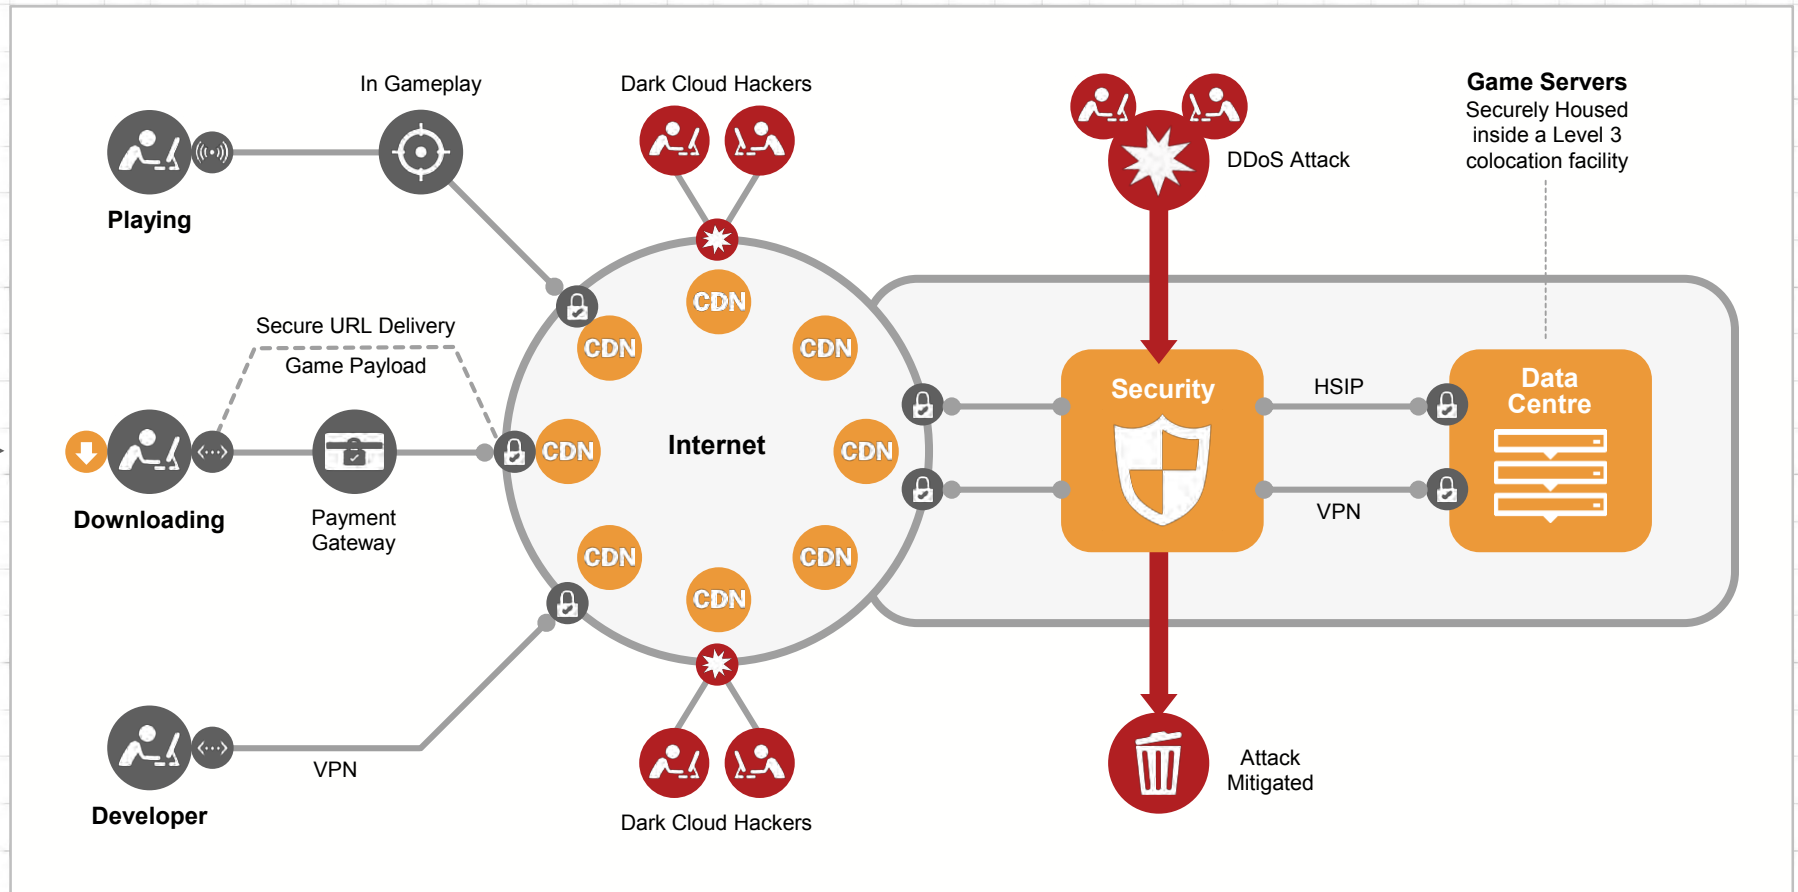 In Gameplay
Dark Cloud Hackers
Game Servers
Securely Housed
inside a Level 3
colocation facility
DDoS Attack
Playing
CDN
CDN
CDN
Secure URL Delivery
Game Payload
Security
HSIP
Data
Centre
CDN
Internet
CDN
Downloading
Payment
Gateway
VPN
CDN
CDN
CDN
VPN
Developer
Attack
Mitigated
Dark Cloud Hackers